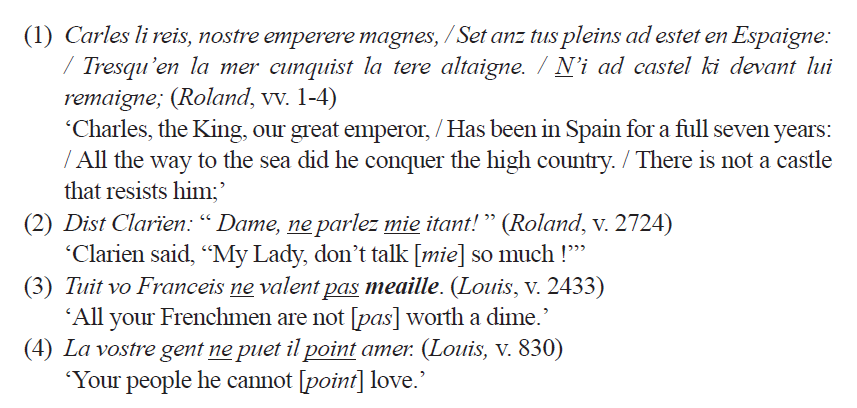 (1) Carles li reis, nostre emperere magnes, / Set anz tus pleins ad estet en Espaigne:
/ Tresqu’en la mer cunquist la tere altaigne. / N’i ad castel ki devant lui
remaigne; (Roland, vv. 1-4)
‘Charles, the King, our great emperor, / Has been in Spain for a full seven years:
/ All the way to the sea did he conquer the high country. / There is not a castle
that resists him;’
(2) Dist Clarïen: “ Dame, ne parlez mie itant! ” (Roland, v. 2724)
‘Clarien said, “My Lady, don’t talk [mie] so much !”’
(3) Tuit vo Franceis ne valent pas meaille. (Louis, v. 2433)
‘All your Frenchmen are not [pas] worth a dime.’
(4) La vostre gent ne puet il point amer. (Louis, v. 830)
‘Your people he cannot [point] love.’